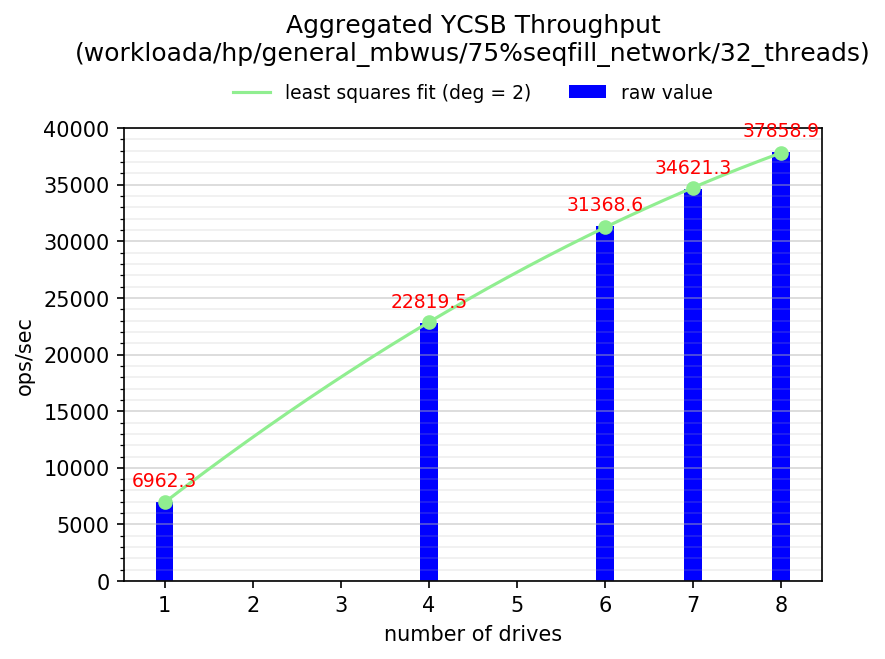 Aggregated YCSB Throughput
(workloada/hp/general_mbwus/75%seqfill_network/32_threads)
least squares fit (deg = 2) raw value
40000
35000
30000
25000
20000
15000
10000
5000
0
ops/sec
6962.3
22819.5
31368.6
34621.3
37858.9
1 2 3 4 5 6 7 8
number of drives